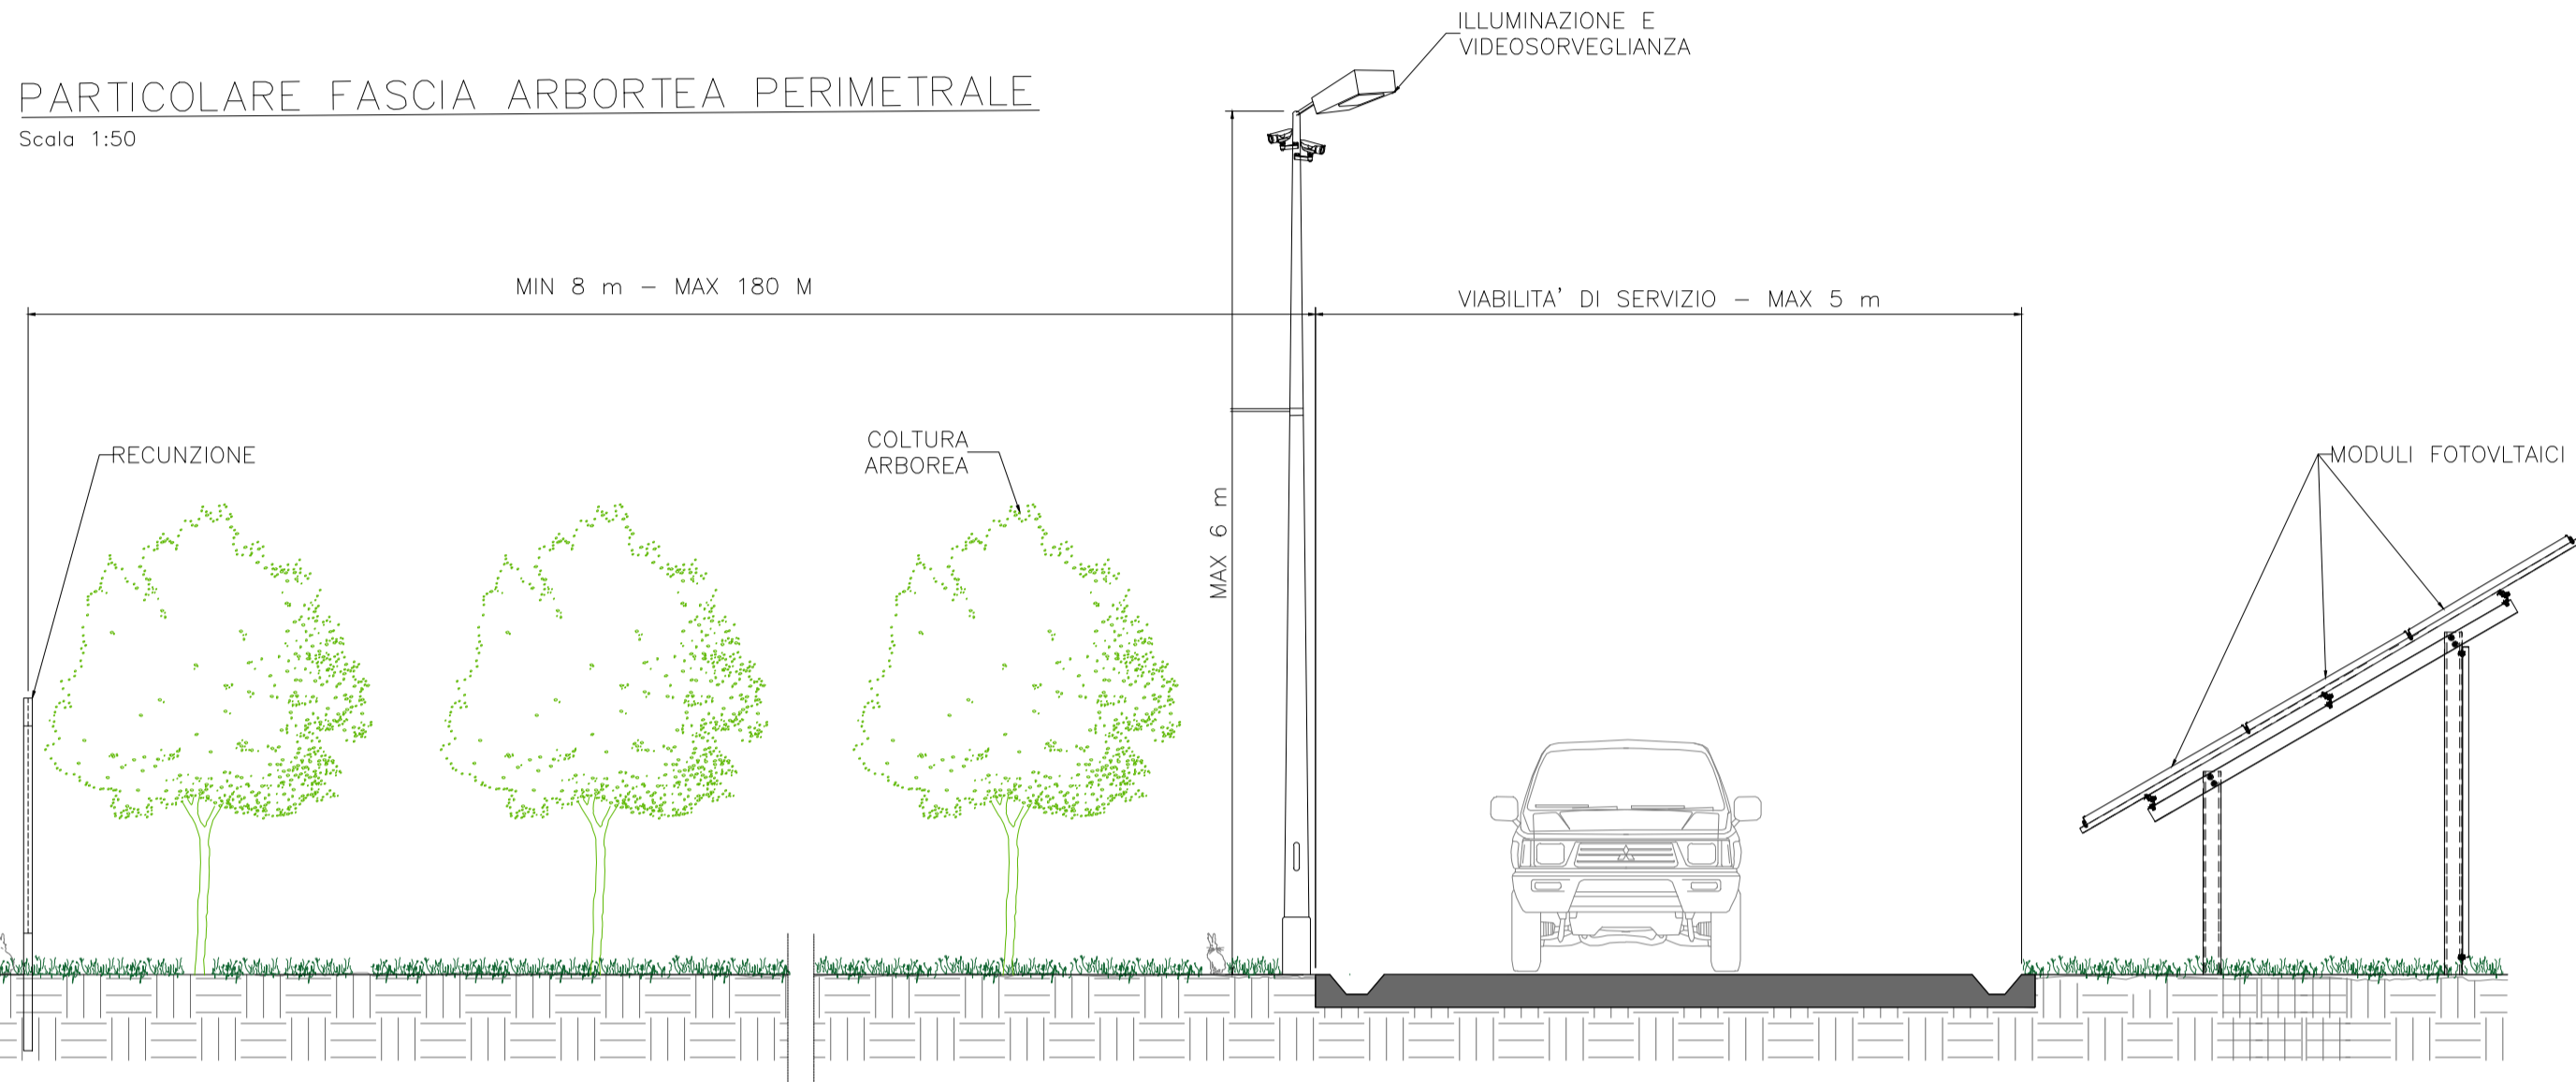 ILLUMINAZIONE E
VIDEOSORVEGLIANZA
PARTICOLARE FASCIA ARBORTEA PERIMETRALE
Scala 1:50
MIN 8 m - MAX 180 M
VIABILITA' DI SERVIZIO - MAX 5 m
RECUNZIONE
COLTURA
ARBOREA
MAX 6 m
MODULI FOTOVLTAICI